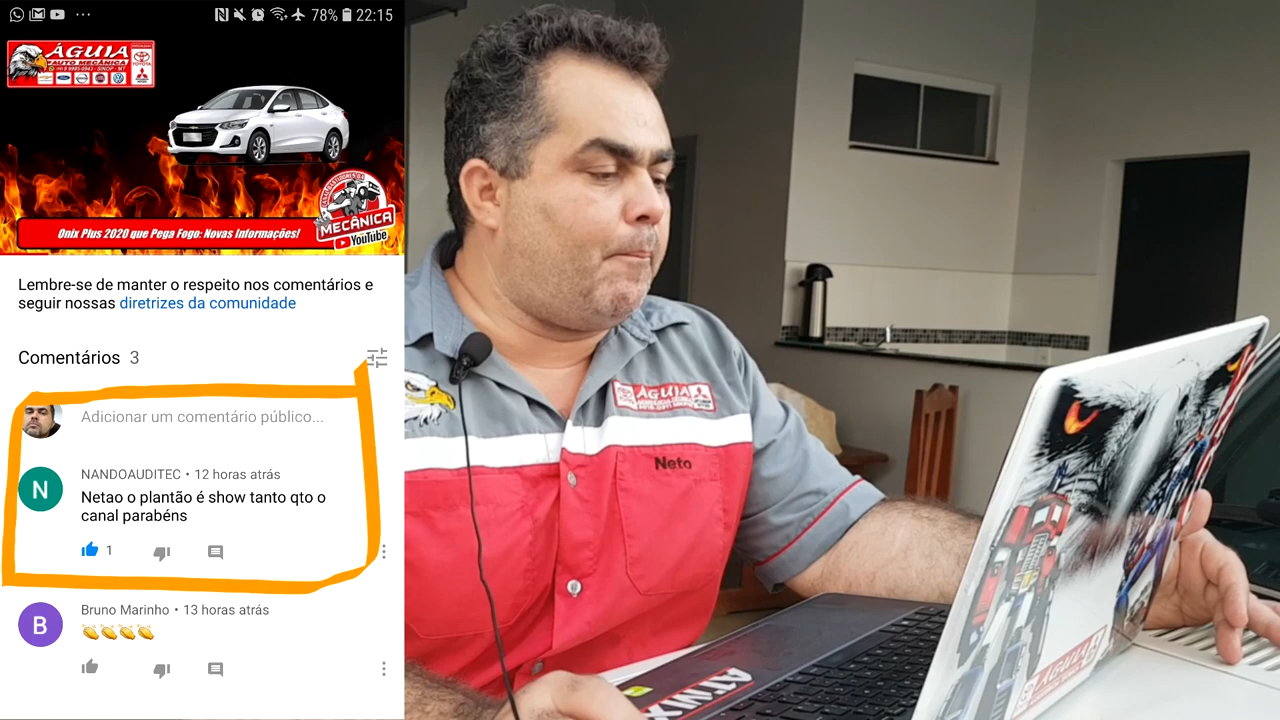 78% 22:15
ÁGUIA
AUTO MECÂNICA
TOYOTA
MECÂNICA
YouTube
Onix Plus 2020 que Pega Fogo: Novas Informações!
Lembre-se de manter o respeito nos comentários e
seguir nossas diretrizes da comunidade
Comentários 3
Adicionar um comentário público...
NANDOAUDITEC • 12 horas atrás
N
Netao o plantão é show tanto qto o
canal parabéns
1
Bruno Marinho • 13 horas atrás
B
👏👏👏👏
ÁGUIA
Neto
ÁGUIA